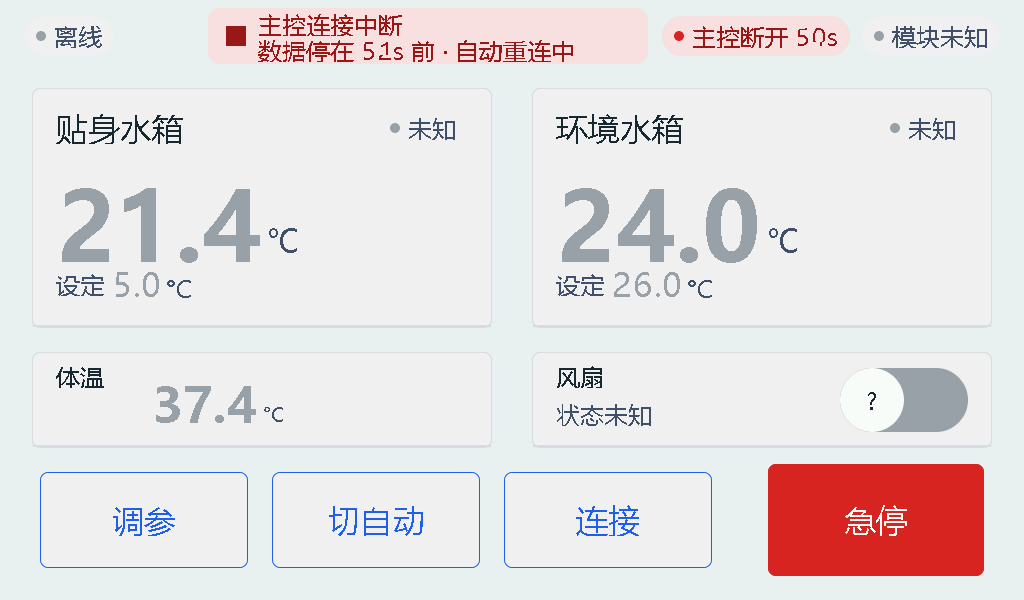 离线
主控连接中断
数据停在 51s 前 · 自动重连中
主控断开 50s
模块未知
贴身水箱
未知
21.4 °C
设定 5.0 °C
环境水箱
未知
24.0 °C
设定 26.0 °C
体温
37.4 °C
风扇
状态未知
?
调参
切自动
连接
急停